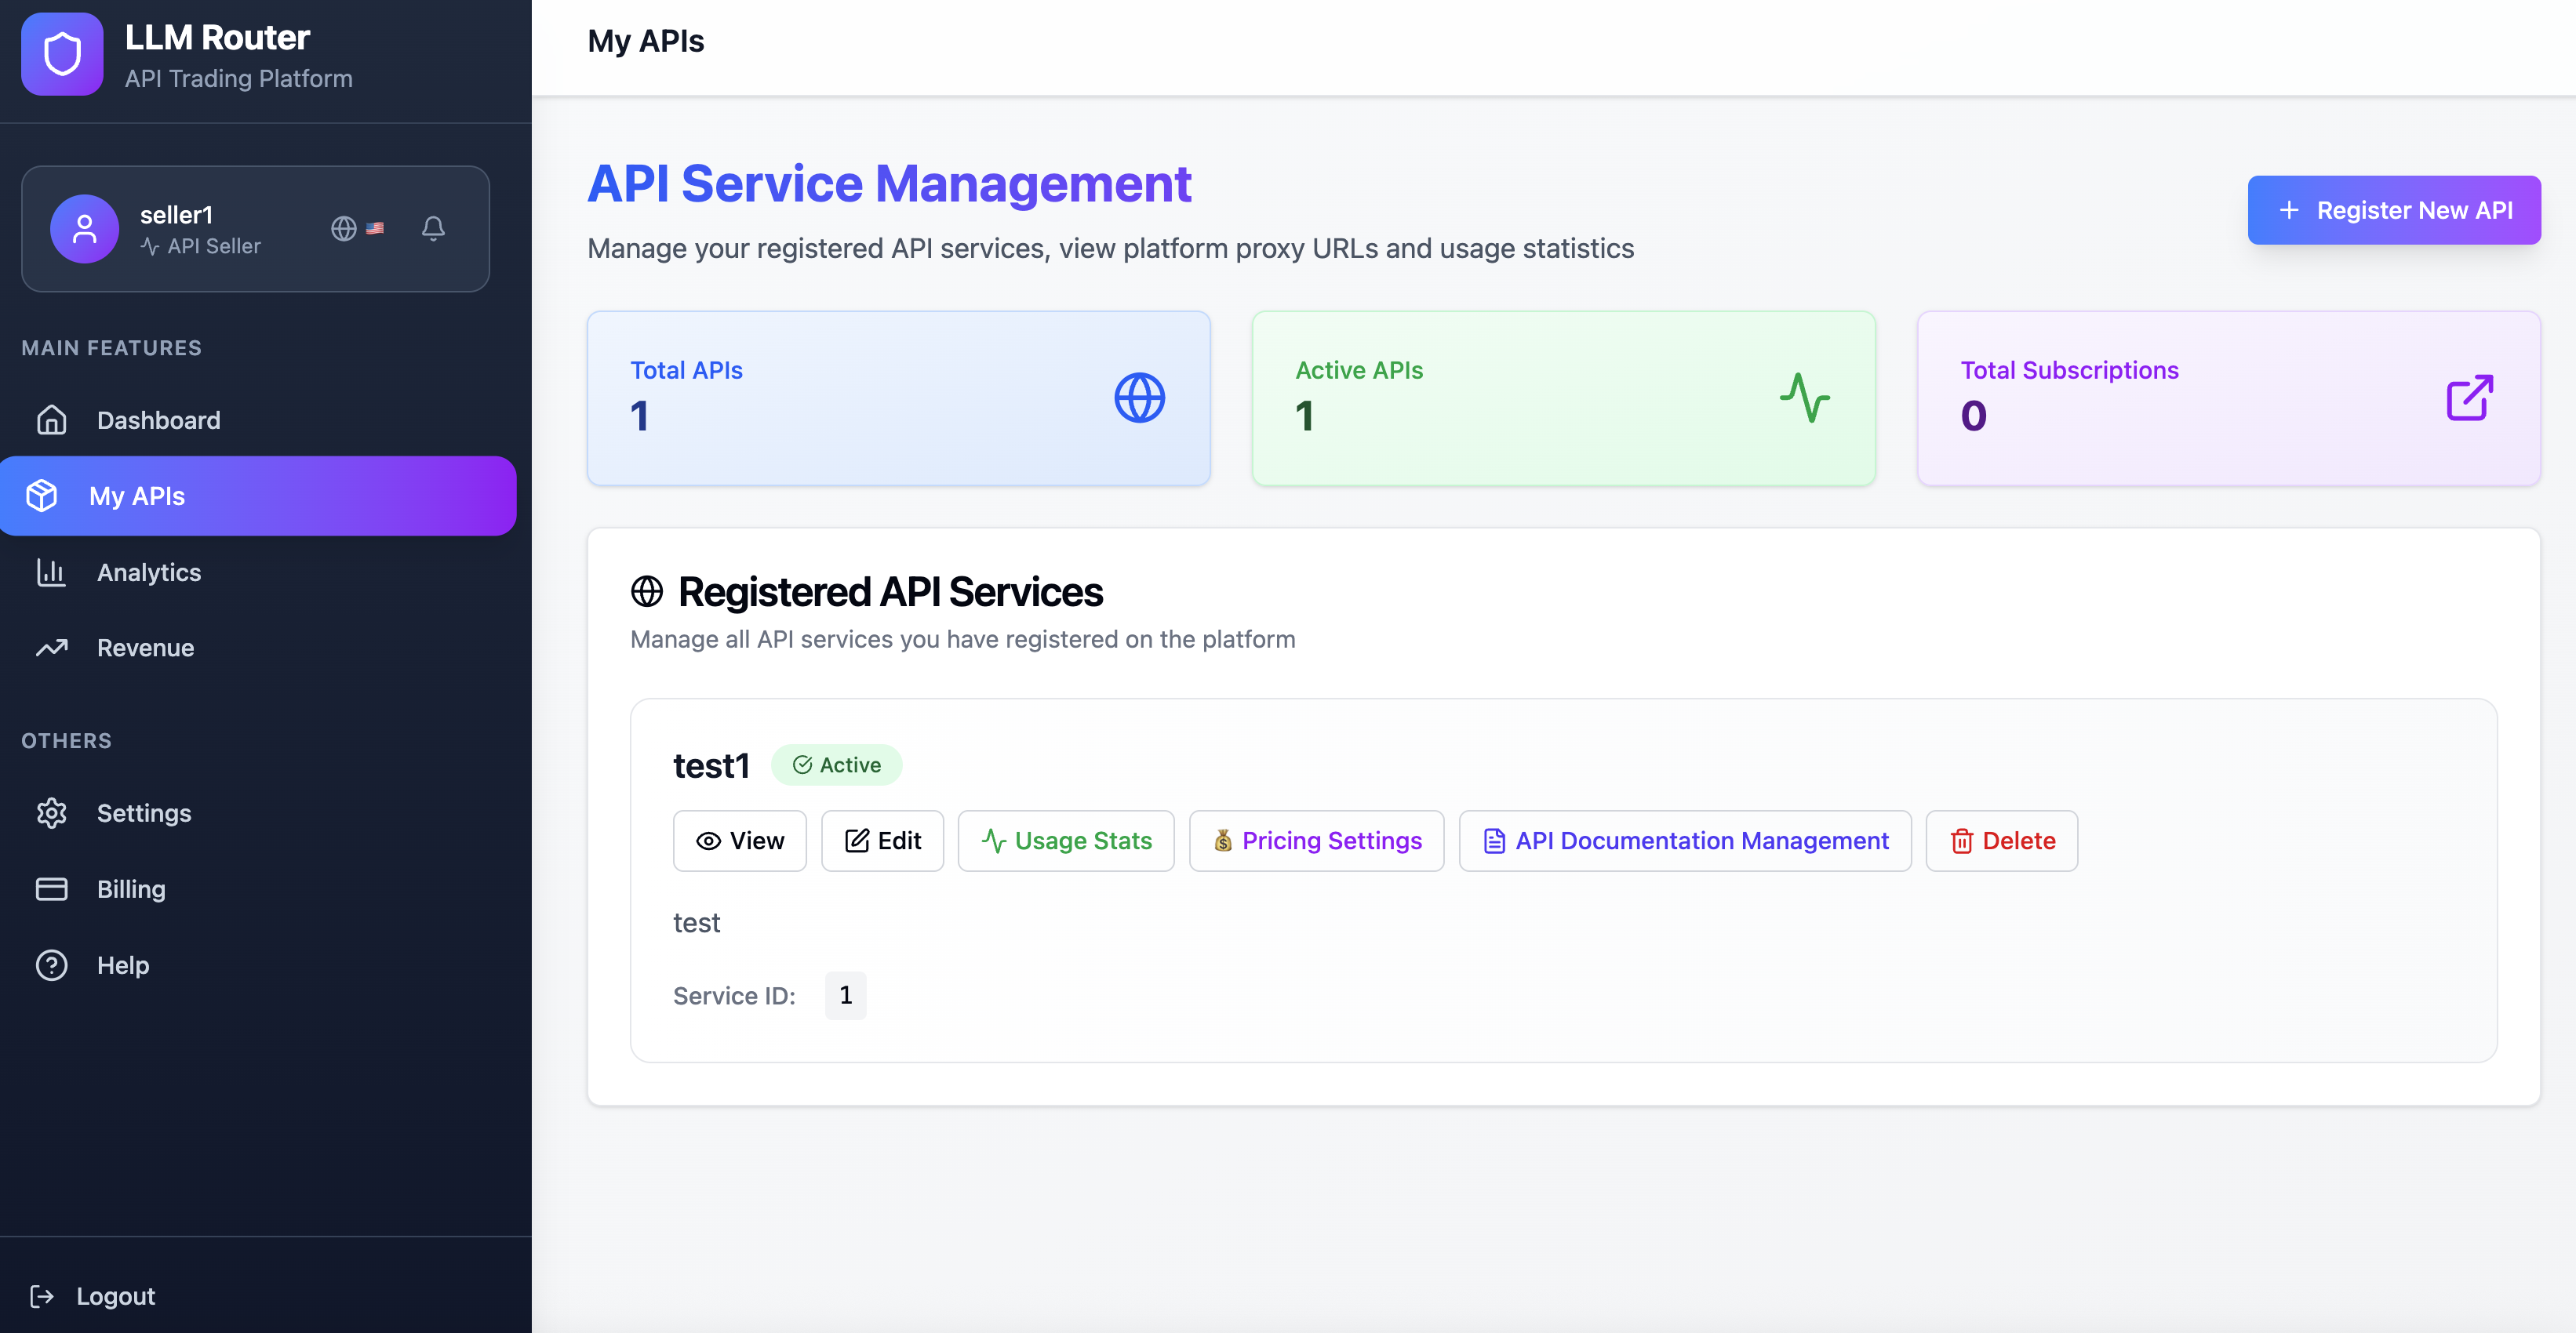 LLM Router
API Trading Platform
seller1
API Seller
MAIN FEATURES
Dashboard
My APIs
Analytics
Revenue
OTHERS
Settings
Billing
Help
Logout
My APIs
API Service Management
Manage your registered API services, view platform proxy URLs and usage statistics
Register New API
Total APIs
1
Active APIs
1
Total Subscriptions
0
Registered API Services
Manage all API services you have registered on the platform
test1 Active
View Edit Usage Stats Pricing Settings API Documentation Management Delete
test
Service ID: 1